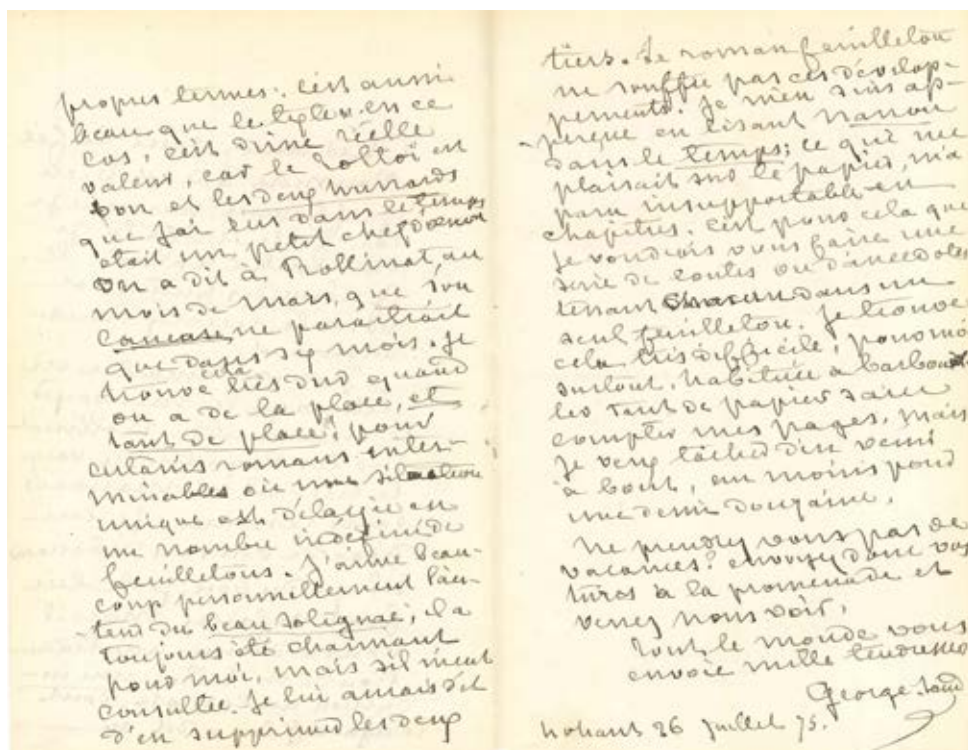 propres termes. C'est aussi
beau que le en ce
cas, c'est d'une réelle
valeur, car le Tolstoï est
bon et les deux hussards
que j'ai lus dans le temps
était un petit chef d'œuvre
on a dit à Rollinat, au
mois de mars, que son
Caucase ne paraîtrait
que dans six mois. Je
trouve cela très dur quand
on a de la place, et
tant de place, pour
certains romans inter-
minables où une situation
unique est délayée en
un nombre indéfini de
feuilletons. J'aime beau-
coup personnellement l'au-
teur du beau Solignac, il a
toujours été charmant
pour moi, mais s'il m'eut
consultée, je lui aurais dit
d'en supprimer les deux
tiers. Le roman feuilleton
ne souffre pas ces dévelop-
pements. Je m'en suis ap-
perçue en lisant Nanon
dans le temps; ce qui me
plaisait sur le papier, m'a
paru insupportable en
chapitres. C'est pour cela que
je voudrais vous faire une
série de contes ou d'anecdotes
tenant chacun dans un
seul feuilleton. Je trouve
cela très difficile, pour moi
surtout, habituée à barbouil-
ler tant de papier sans
compter mes pages, mais
je veux tâcher d'en venir
à bout, au moins pour
une demi douzaine.
Ne prendrez vous pas de
vacances? envoyez donc vos
turcs à la promenade et
venez nous voir.
Tout le monde vous
envoie mille tendresses
George Sand
Nohant 26 juillet 75.